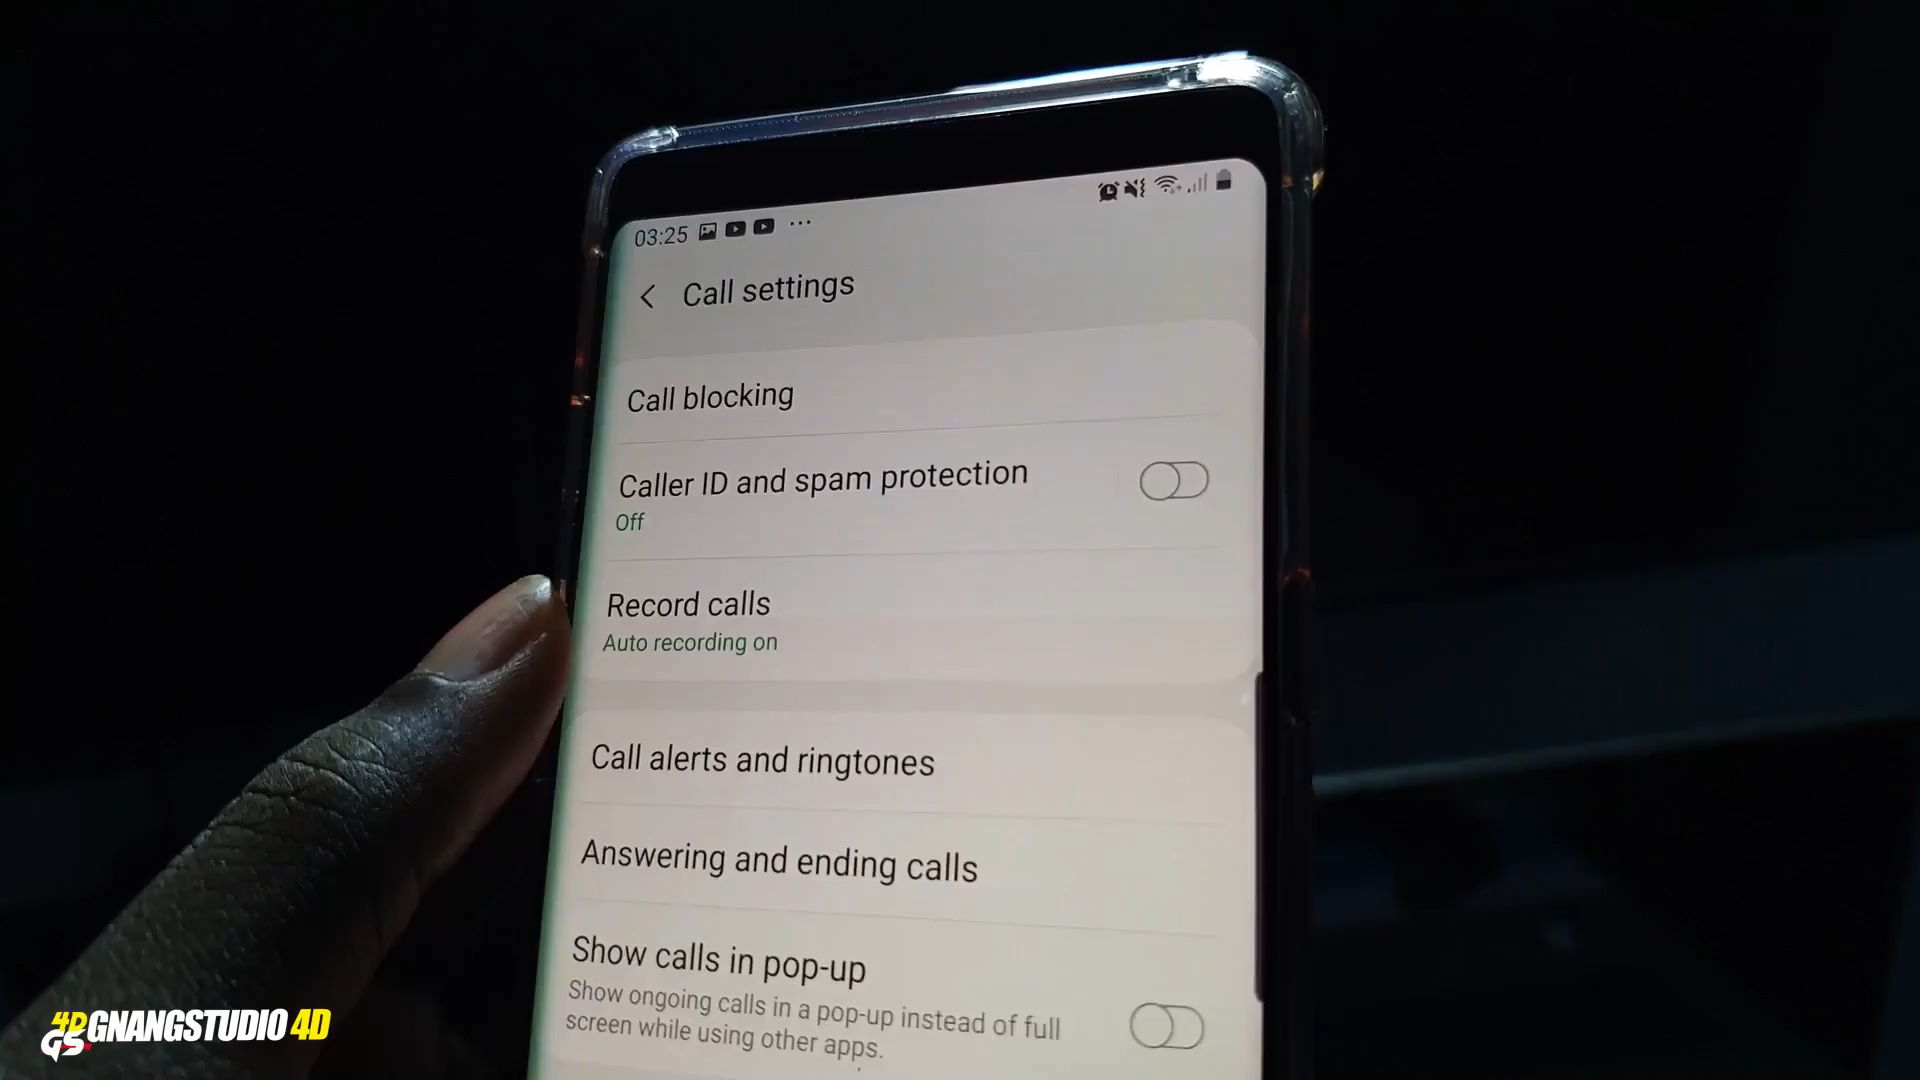 03:25
Call settings
Call blocking
Caller ID and spam protection
Off
Record calls
Auto recording on
Call alerts and ringtones
Answering and ending calls
Show calls in pop-up
Show ongoing calls in a pop-up instead of full
screen while using other apps.
4D GS GNANGSTUDIO 4D